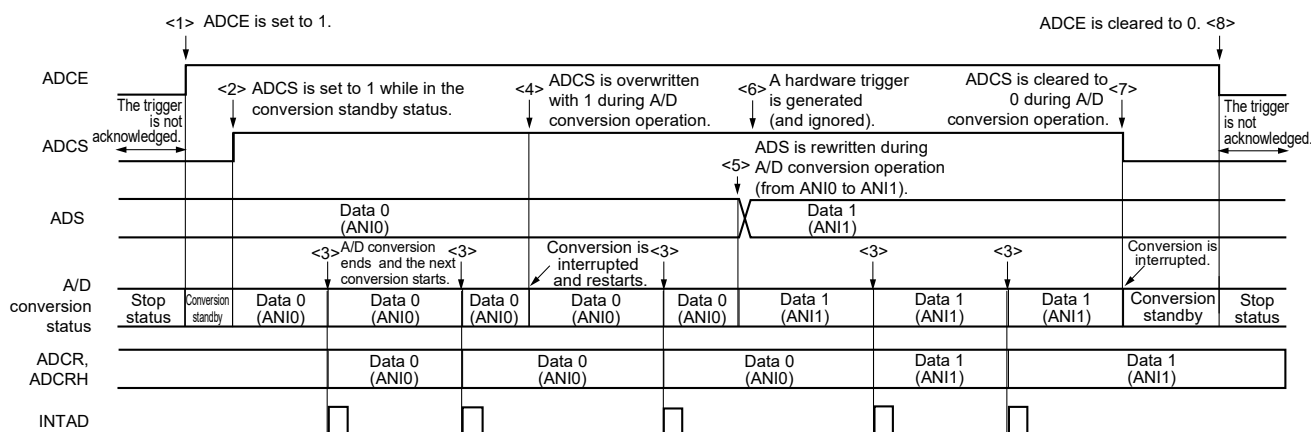 <1> ADCE is set to 1.
ADCE is cleared to 0. <8>
ADCE
The trigger
is not
acknowledged.
<2> ADCS is set to 1 while in the
conversion standby status.
<4> ADCS is overwritten
with 1 during A/D
conversion operation.
<6> A hardware trigger
is generated
(and ignored).
ADCS is cleared to <7>
0 during A/D
conversion operation.
The trigger
is not
acknowledged.
ADCS
<5> ADS is rewritten during
A/D conversion operation
(from ANI0 to ANI1).
ADS
Data 0
(ANI0)
Data 1
(ANI1)
<3> A/D conversion
ends and the next
conversion starts.
<3>
Conversion is
interrupted
and restarts.
<3>
<3>
<3>
Conversion is
interrupted.
A/D
conversion
status
Stop
status
Conversion
standby
Data 0
(ANI0)
Data 0
(ANI0)
Data 0
(ANI0)
Data 0
(ANI0)
Data 0
(ANI0)
Data 1
(ANI1)
Data 1
(ANI1)
Data 1
(ANI1)
Conversion
standby
Stop
status
ADCR,
ADCRH
Data 0
(ANI0)
Data 0
(ANI0)
Data 0
(ANI0)
Data 1
(ANI1)
Data 1
(ANI1)
INTAD